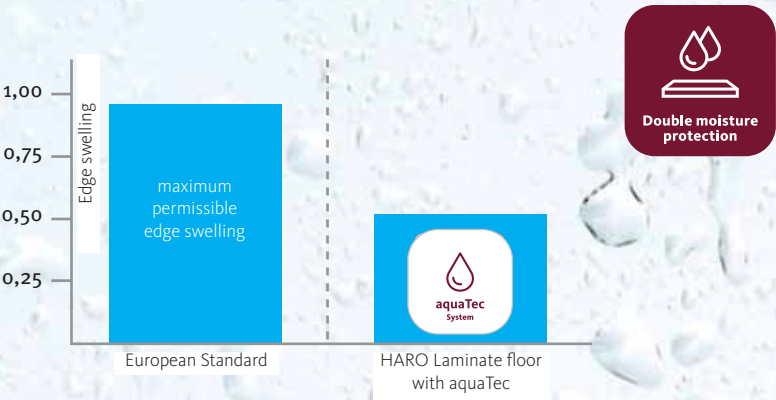 Double moisture
protection
1,00
0,75
0,50
0,25
Edge swelling
maximum
permissible
edge swelling
aquaTec
System
European Standard
HARO Laminate floor
with aquaTec